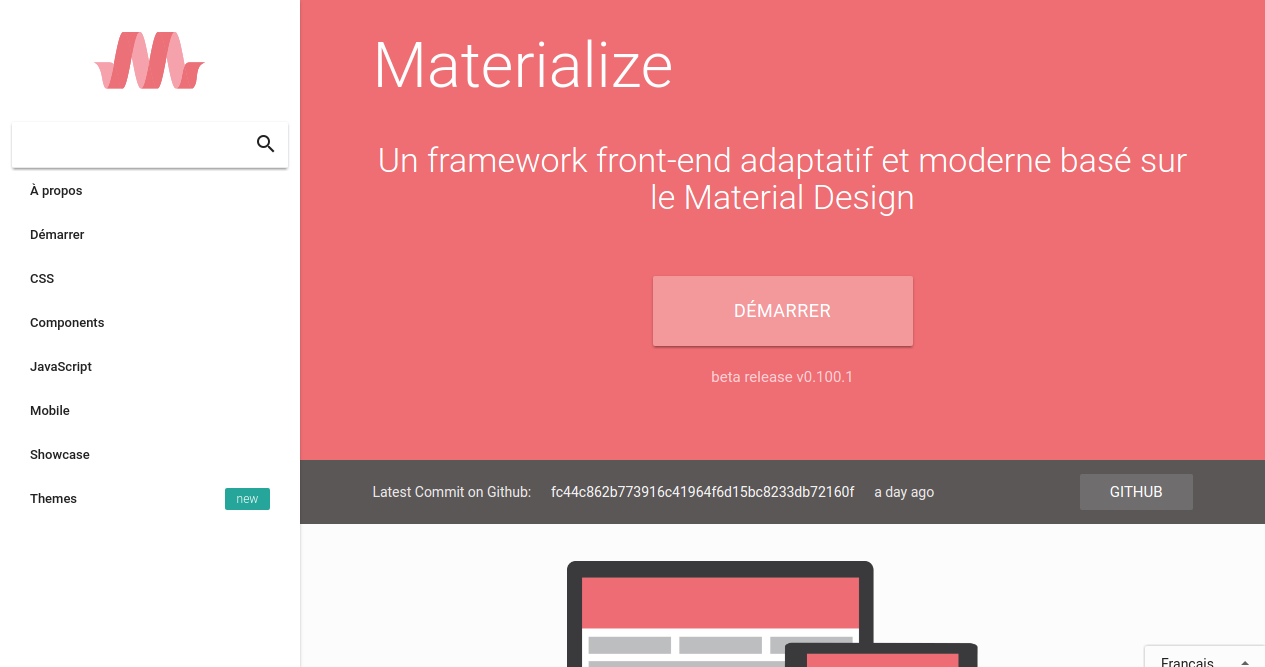 Materialize
Un framework front-end adaptatif et moderne basé sur
le Material Design
DÉMARRER
beta release v0.100.1
À propos
Démarrer
CSS
Components
JavaScript
Mobile
Showcase
Themes new
Latest Commit on Github: fc44c862b773916c41964f6d15bc8233db72160f a day ago GITHUB
Français